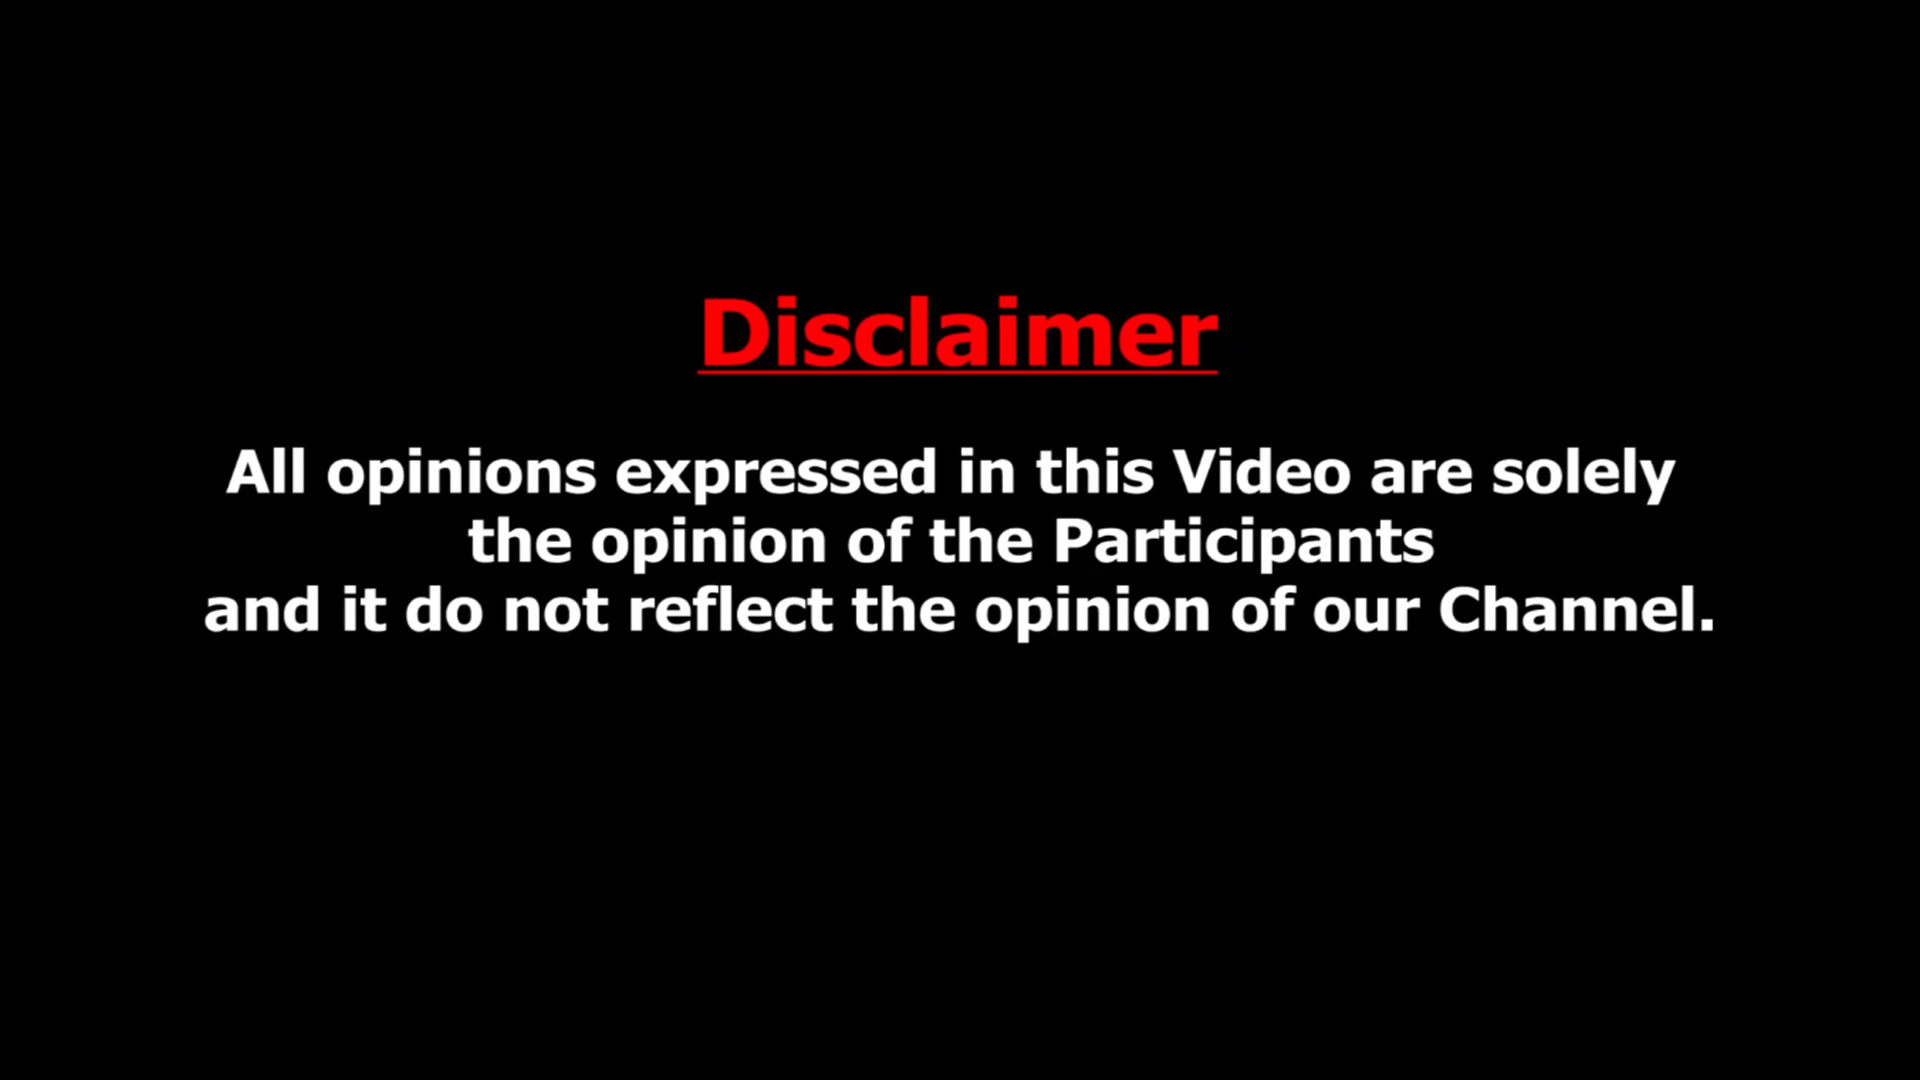 Disclaimer
All opinions expressed in this Video are solely
the opinion of the Participants
and it do not reflect the opinion of our Channel.